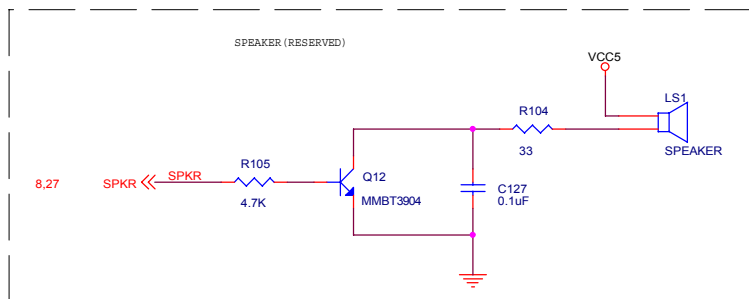 SPEAKER(RESERVED)
VCC5
LS1
R104
33
SPEAKER
R105
SPKR
8,27
SPKR
4.7K
Q12
MMBT3904
C127
0.1uF